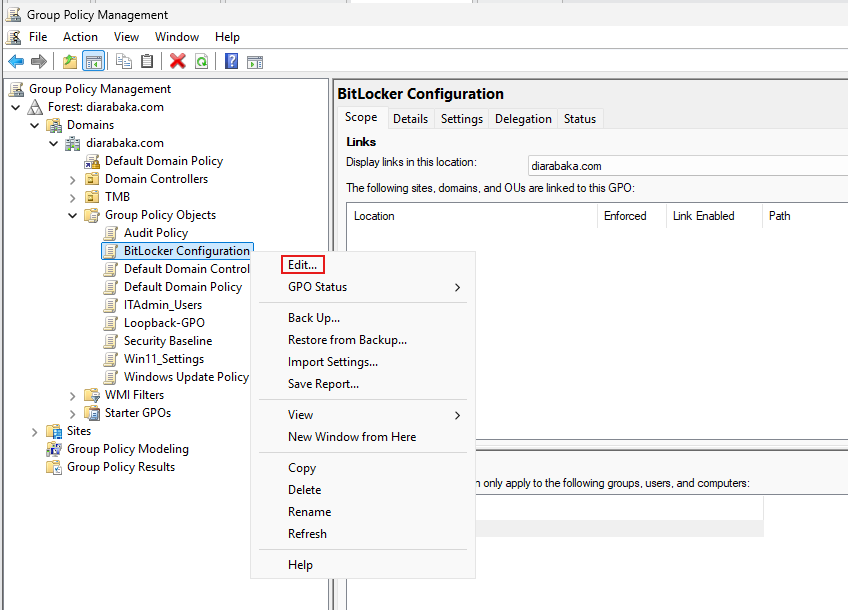 Group Policy Management
File Action View Window Help
Group Policy Management
Forest: diarabaka.com
Domains
diarabaka.com
Default Domain Policy
Domain Controllers
TMB
Group Policy Objects
Audit Policy
BitLocker Configuration
Default Domain Control
Default Domain Policy
ITAdmin_Users
Loopback-GPO
Security Baseline
Win11_Settings
Windows Update Policy
WMI Filters
Starter GPOs
Sites
Group Policy Modeling
Group Policy Results
BitLocker Configuration
Scope Details Settings Delegation Status
Links
Display links in this location: diarabaka.com
The following sites, domains, and OUs are linked to this GPO:
Location Enforced Link Enabled Path
Edit...
GPO Status
Back Up...
Restore from Backup...
Import Settings...
Save Report...
View
New Window from Here
Copy
Delete
Rename
Refresh
Help
n only apply to the following groups, users, and computers: